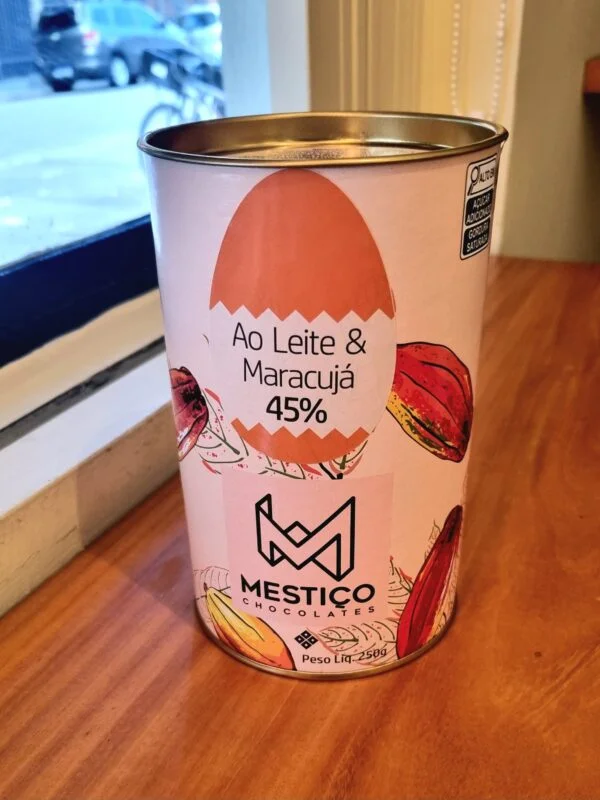 ALTO EM
AÇÚCAR
ADICIONADO
GORDURA
SATURADA
Ao Leite &
Maracujá
45%
MESTIÇO
CHOCOLATES
Peso Líq. 250g